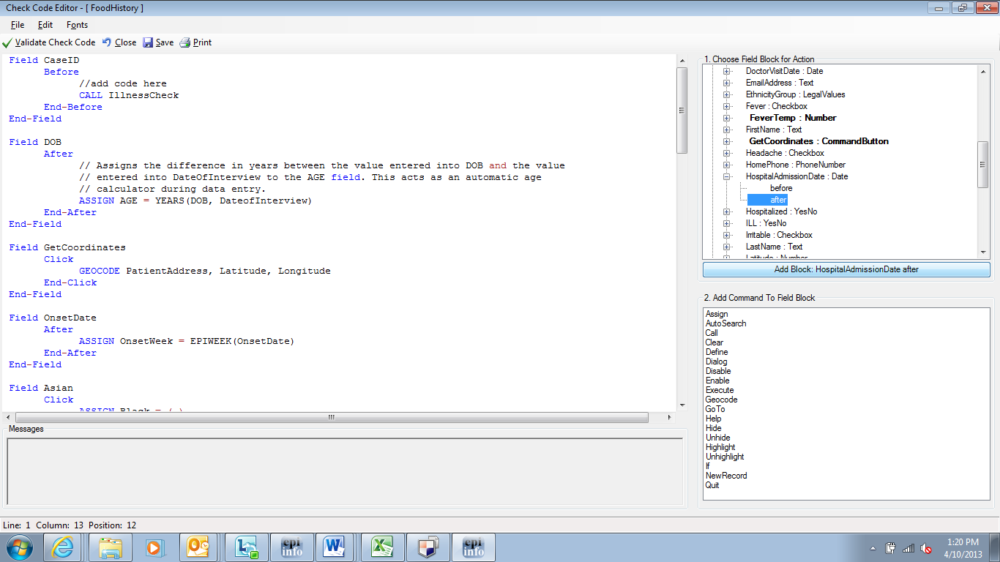 Check Code Editor - [ FoodHistory ]
File Edit Fonts
Validate Check Code Close Save Print
Field CaseID
Before
//add code here
CALL IllnessCheck
End-Before
End-Field
Field DOB
After
// Assigns the difference in years between the value entered into DOB and the value
// entered into DateOfInterview to the AGE field. This acts as an automatic age
// calculator during data entry.
ASSIGN AGE = YEARS(DOB, DateofInterview)
End-After
End-Field
Field GetCoordinates
Click
GEOCODE PatientAddress, Latitude, Longitude
End-Click
End-Field
Field OnsetDate
After
ASSIGN OnsetWeek = EPIWEEK(OnsetDate)
End-After
End-Field
Field Asian
Click
ASSIGN Black = (-)
Messages
1. Choose Field Block for Action
DoctorVisitDate : Date
EmailAddress : Text
EthnicityGroup : LegalValues
Fever : Checkbox
FeverTemp : Number
FirstName : Text
GetCoordinates : CommandButton
Headache : Checkbox
HomePhone : PhoneNumber
HospitalAdmissionDate : Date
before
after
Hospitalized : YesNo
ILL : YesNo
Irritable : Checkbox
LastName : Text
Latitude : Number
Add Block: HospitalAdmissionDate after
2. Add Command To Field Block
Assign
AutoSearch
Call
Clear
Define
Dialog
Disable
Enable
Execute
Geocode
GoTo
Help
Hide
Unhide
Highlight
Unhighlight
If
NewRecord
Quit
Line: 1 Column: 13 Position: 12
epi info
epi info
1:20 PM
4/10/2013